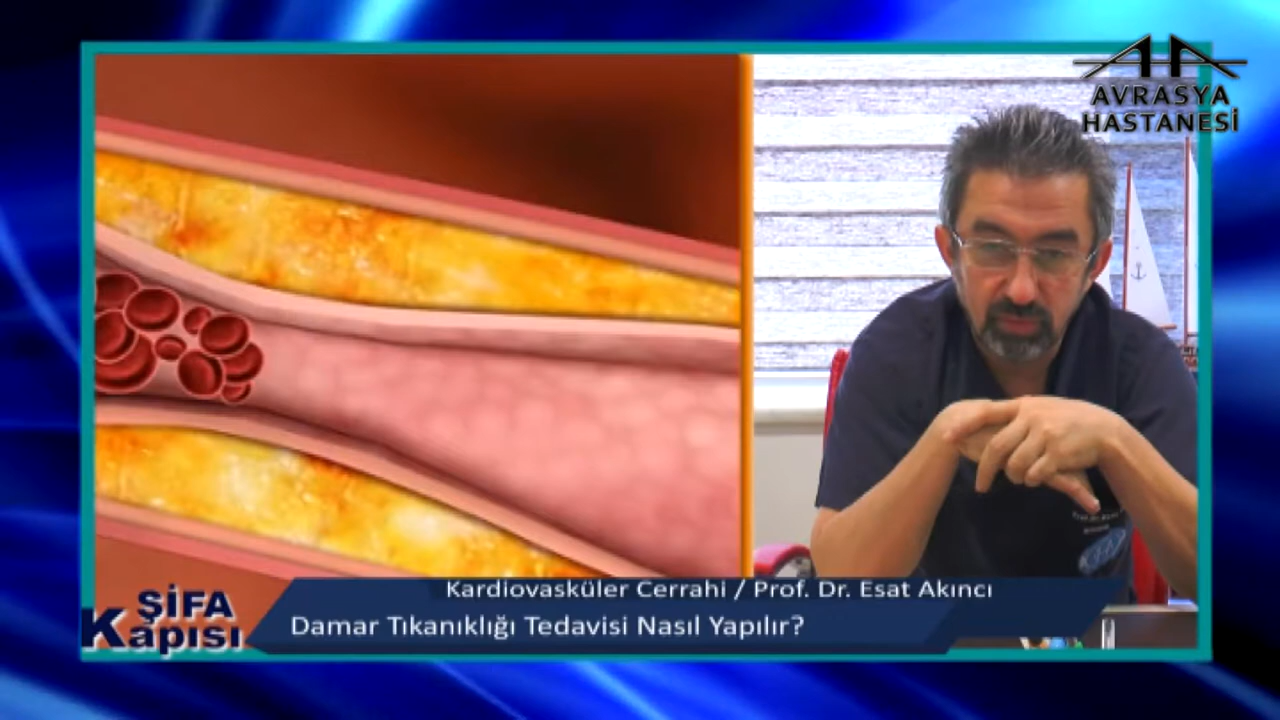 AVRASYA
HASTANESİ
Kardiovasküler Cerrahi / Prof. Dr. Esat Akıncı
ŞİFA
Kapısı
Damar Tıkanıklığı Tedavisi Nasıl Yapılır?